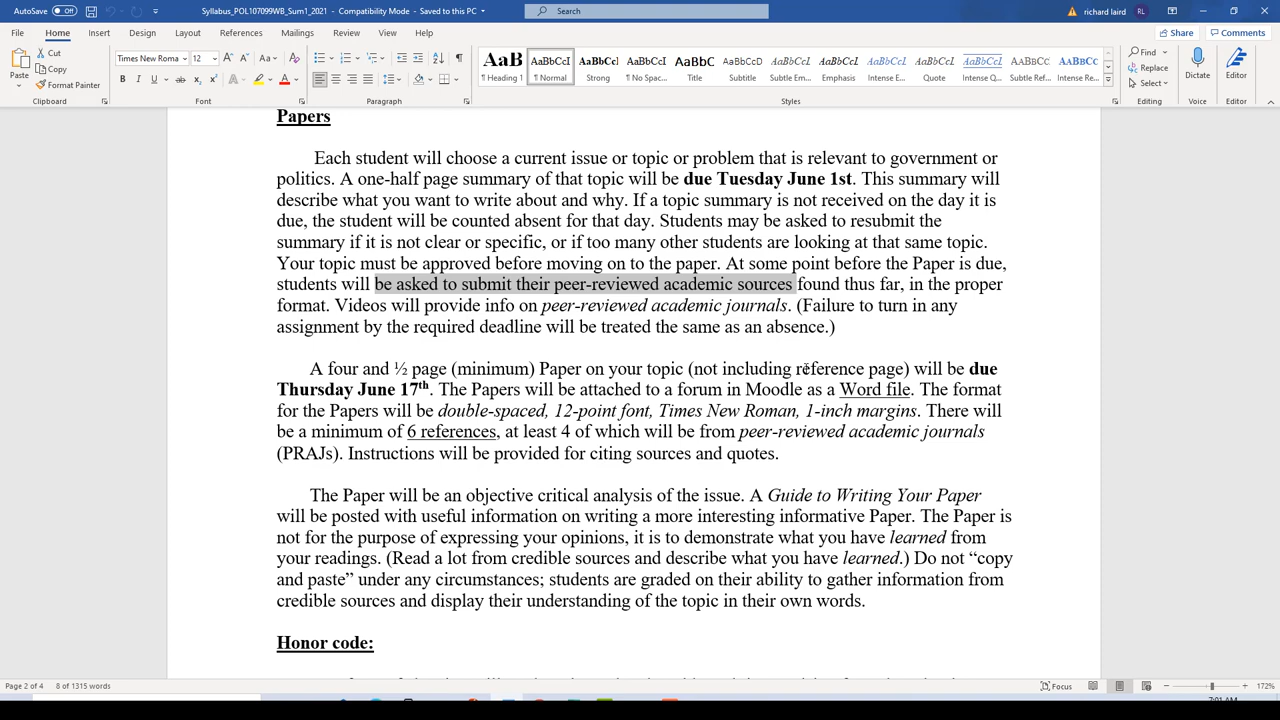 AutoSave Off Syllabus_POL107099WB_Sum1_2021 - Compatibility Mode - Saved to this PC Search richard laird RL
File Home Insert Design Layout References Mailings Review View Help Share Comments
Paste Cut Copy Format Painter
Clipboard
Times New Roma 12
Font
Paragraph
AaB AaBbCcI AaBbCc AaBbCcI AaBbC AaBbCcI AaBbCcI AaBbCcI AaBbCcI AaBbCcI AaBbCcI AABBCC AABBC
¶ Heading 1 ¶ Normal Strong ¶ No Spac... Title Subtitle Subtle Em... Emphasis Intense E... Quote Intense Q... Subtle Ref... Intense Re...
Styles
Find
Replace
Select
Editing
Dictate
Voice
Editor
Editor
Papers
Each student will choose a current issue or topic or problem that is relevant to government or
politics. A one-half page summary of that topic will be due Tuesday June 1st. This summary will
describe what you want to write about and why. If a topic summary is not received on the day it is
due, the student will be counted absent for that day. Students may be asked to resubmit the
summary if it is not clear or specific, or if too many other students are looking at that same topic.
Your topic must be approved before moving on to the paper. At some point before the Paper is due,
students will be asked to submit their peer-reviewed academic sources found thus far, in the proper
format. Videos will provide info on peer-reviewed academic journals. (Failure to turn in any
assignment by the required deadline will be treated the same as an absence.)
A four and ½ page (minimum) Paper on your topic (not including reference page) will be due
Thursday June 17th. The Papers will be attached to a forum in Moodle as a Word file. The format
for the Papers will be double-spaced, 12-point font, Times New Roman, 1-inch margins. There will
be a minimum of 6 references, at least 4 of which will be from peer-reviewed academic journals
(PRAJs). Instructions will be provided for citing sources and quotes.
The Paper will be an objective critical analysis of the issue. A Guide to Writing Your Paper
will be posted with useful information on writing a more interesting informative Paper. The Paper is
not for the purpose of expressing your opinions, it is to demonstrate what you have learned from
your readings. (Read a lot from credible sources and describe what you have learned.) Do not “copy
and paste” under any circumstances; students are graded on their ability to gather information from
credible sources and display their understanding of the topic in their own words.
Honor code:
Page 2 of 4 8 of 1315 words Focus 172%